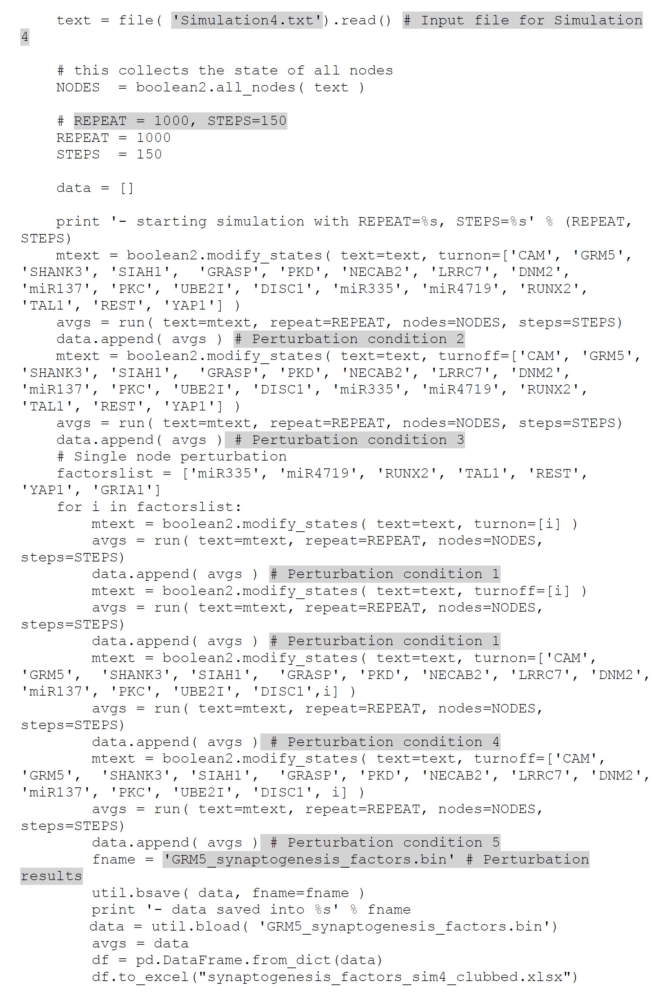 text = file( 'Simulation4.txt').read() # Input file for Simulation
4

    # this collects the state of all nodes
    NODES  = boolean2.all_nodes( text )

    # REPEAT = 1000, STEPS=150
    REPEAT = 1000
    STEPS  = 150

    data = []

    print '- starting simulation with REPEAT=%s, STEPS=%s' % (REPEAT,
STEPS)
    mtext = boolean2.modify_states( text=text, turnon=['CAM', 'GRM5',
'SHANK3', 'SIAH1',  'GRASP', 'PKD', 'NECAB2', 'LRRC7', 'DNM2',
'miR137', 'PKC', 'UBE2I', 'DISC1', 'miR335', 'miR4719', 'RUNX2',
'TAL1', 'REST', 'YAP1'] )
    avgs = run( text=mtext, repeat=REPEAT, nodes=NODES, steps=STEPS)
    data.append( avgs ) # Perturbation condition 2
    mtext = boolean2.modify_states( text=text, turnoff=['CAM', 'GRM5',
'SHANK3', 'SIAH1',  'GRASP', 'PKD', 'NECAB2', 'LRRC7', 'DNM2',
'miR137', 'PKC', 'UBE2I', 'DISC1', 'miR335', 'miR4719', 'RUNX2',
'TAL1', 'REST', 'YAP1'] )
    avgs = run( text=mtext, repeat=REPEAT, nodes=NODES, steps=STEPS)
    data.append( avgs ) # Perturbation condition 3
    # Single node perturbation
    factorslist = ['miR335', 'miR4719', 'RUNX2', 'TAL1', 'REST',
'YAP1', 'GRIA1']
    for i in factorslist:
        mtext = boolean2.modify_states( text=text, turnon=[i] )
        avgs = run( text=mtext, repeat=REPEAT, nodes=NODES,
steps=STEPS)
        data.append( avgs ) # Perturbation condition 1
        mtext = boolean2.modify_states( text=text, turnoff=[i] )
        avgs = run( text=mtext, repeat=REPEAT, nodes=NODES,
steps=STEPS)
        data.append( avgs ) # Perturbation condition 1
        mtext = boolean2.modify_states( text=text, turnon=['CAM',
'GRM5',  'SHANK3', 'SIAH1',  'GRASP', 'PKD', 'NECAB2', 'LRRC7', 'DNM2',
'miR137', 'PKC', 'UBE2I', 'DISC1',i] )
        avgs = run( text=mtext, repeat=REPEAT, nodes=NODES,
steps=STEPS)
        data.append( avgs ) # Perturbation condition 4
        mtext = boolean2.modify_states( text=text, turnoff=['CAM',
'GRM5',  'SHANK3', 'SIAH1',  'GRASP', 'PKD', 'NECAB2', 'LRRC7', 'DNM2',
'miR137', 'PKC', 'UBE2I', 'DISC1', i] )
        avgs = run( text=mtext, repeat=REPEAT, nodes=NODES,
steps=STEPS)
        data.append( avgs ) # Perturbation condition 5
        fname = 'GRM5_synaptogenesis_factors.bin' # Perturbation
results
        util.bsave( data, fname=fname )
        print '- data saved into %s' % fname
        data = util.bload( 'GRM5_synaptogenesis_factors.bin')
        avgs = data
        df = pd.DataFrame.from_dict(data)
        df.to_excel("synaptogenesis_factors_sim4_clubbed.xlsx")